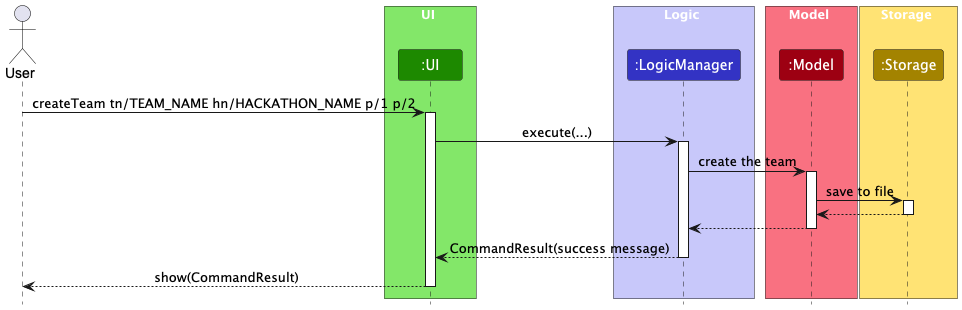 UI
Logic
Model
Storage
User
:UI
:LogicManager
:Model
:Storage
createTeam tn/TEAM_NAME hn/HACKATHON_NAME p/1 p/2
execute(...)
create the team
save to file
CommandResult(success message)
show(CommandResult)